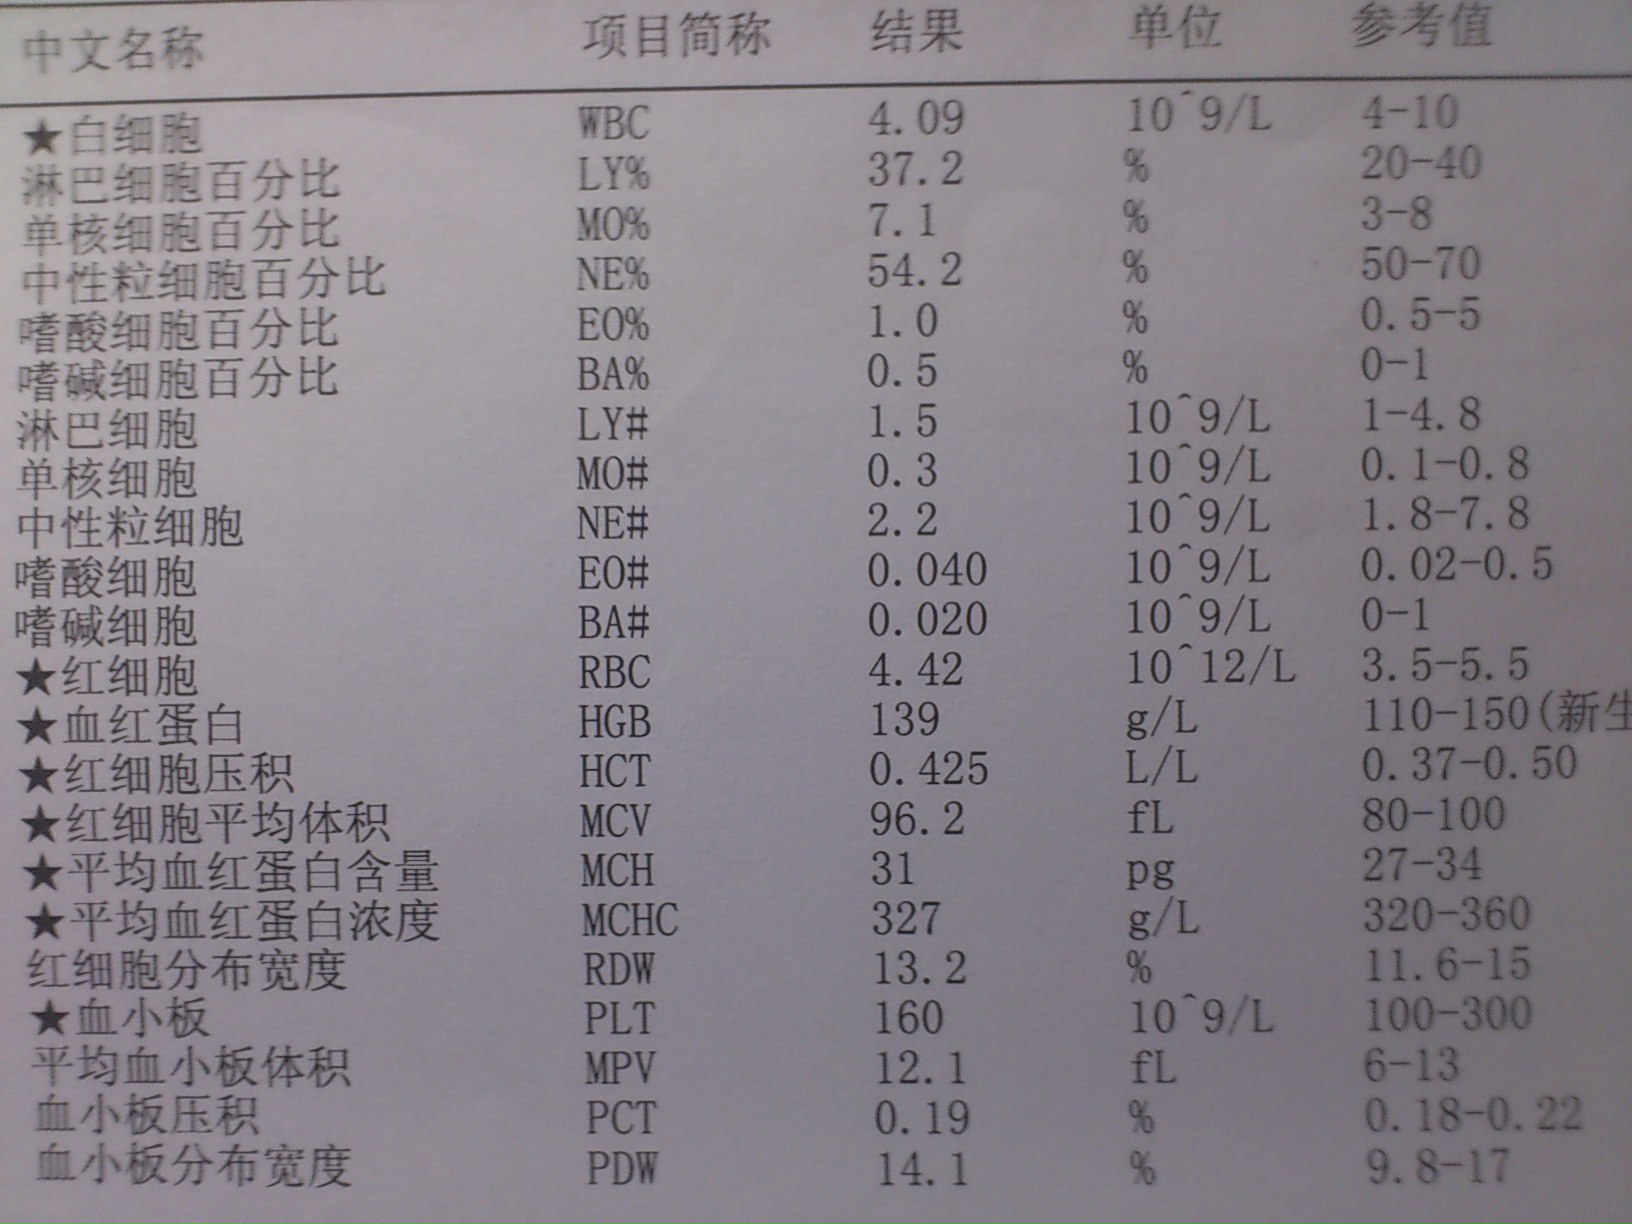 中文名称 项目简称 结果 单位 参考值
★白细胞 WBC 4.09 10^9/L 4-10
淋巴细胞百分比 LY% 37.2 % 20-40
单核细胞百分比 MO% 7.1 % 3-8
中性粒细胞百分比 NE% 54.2 % 50-70
嗜酸细胞百分比 EO% 1.0 % 0.5-5
嗜碱细胞百分比 BA% 0.5 % 0-1
淋巴细胞 LY# 1.5 10^9/L 1-4.8
单核细胞 MO# 0.3 10^9/L 0.1-0.8
中性粒细胞 NE# 2.2 10^9/L 1.8-7.8
嗜酸细胞 EO# 0.040 10^9/L 0.02-0.5
嗜碱细胞 BA# 0.020 10^9/L 0-1
★红细胞 RBC 4.42 10^12/L 3.5-5.5
★血红蛋白 HGB 139 g/L 110-150(新生
★红细胞压积 HCT 0.425 L/L 0.37-0.50
★红细胞平均体积 MCV 96.2 fL 80-100
★平均血红蛋白含量 MCH 31 pg 27-34
★平均血红蛋白浓度 MCHC 327 g/L 320-360
红细胞分布宽度 RDW 13.2 % 11.6-15
★血小板 PLT 160 10^9/L 100-300
平均血小板体积 MPV 12.1 fL 6-13
血小板压积 PCT 0.19 % 0.18-0.22
血小板分布宽度 PDW 14.1 % 9.8-17